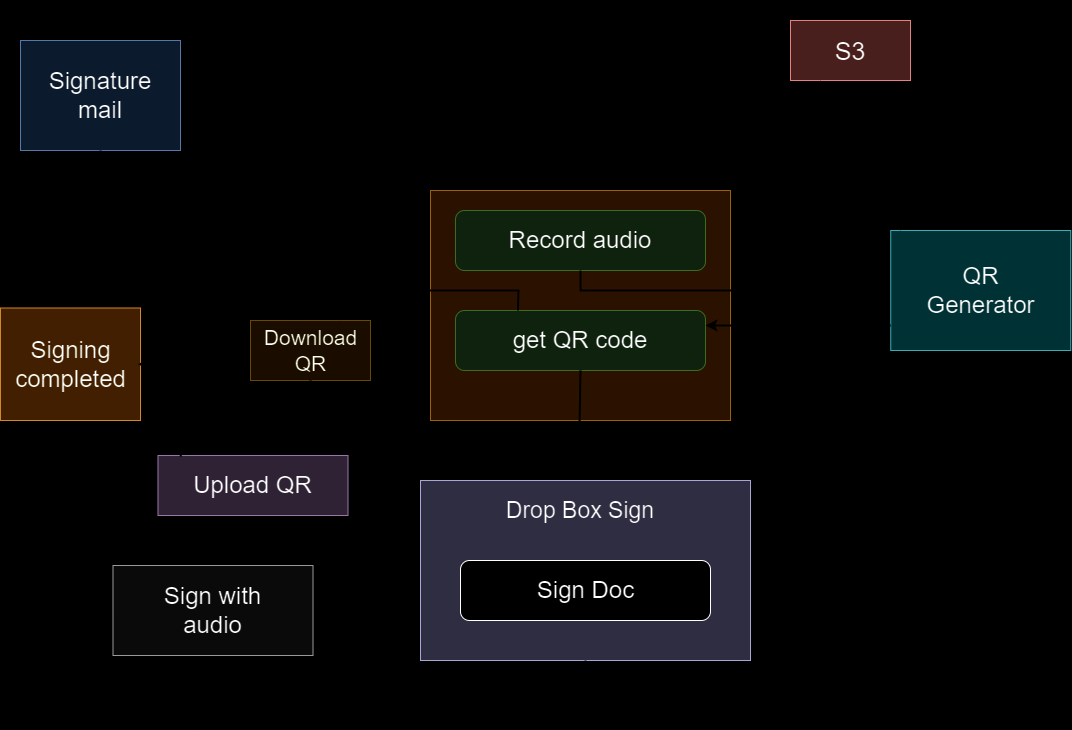 S3
Signature
mail
Record audio
QR
Generator
get QR code
Download
QR
Signing
completed
Upload QR
Drop Box Sign
Sign Doc
Sign with
audio